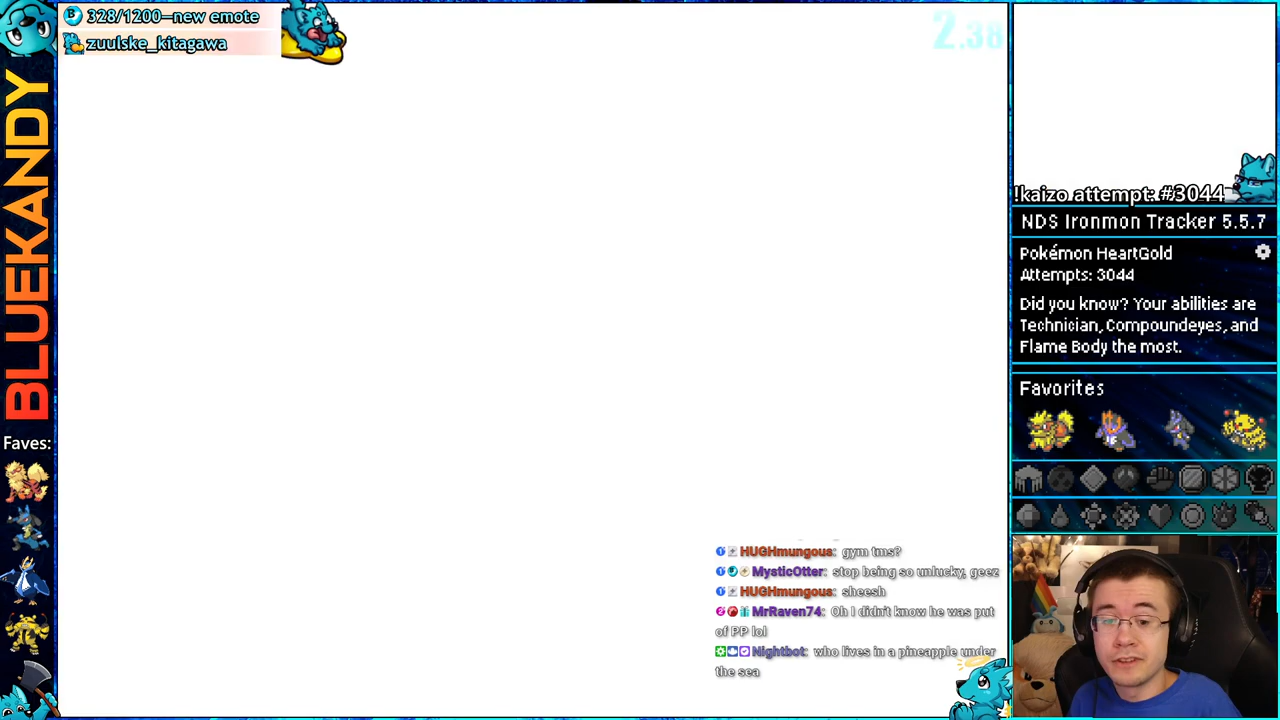 328/1200—new emote
zuulske_kitagawa
2.38
BLUEKANDY
Faves:
!kaizo attempt: #3044
NDS Ironmon Tracker 5.5.7
Pokémon HeartGold
Attempts: 3044
Did you know? Your abilities are
Technician, Compoundeyes, and
Flame Body the most.
Favorites
HUGHmungous: gym tms?
MysticOtter: stop being so unlucky, geez
HUGHmungous: sheesh
MrRaven74: Oh I didn't know he was put
of PP lol
Nightbot: who lives in a pineapple under
the sea